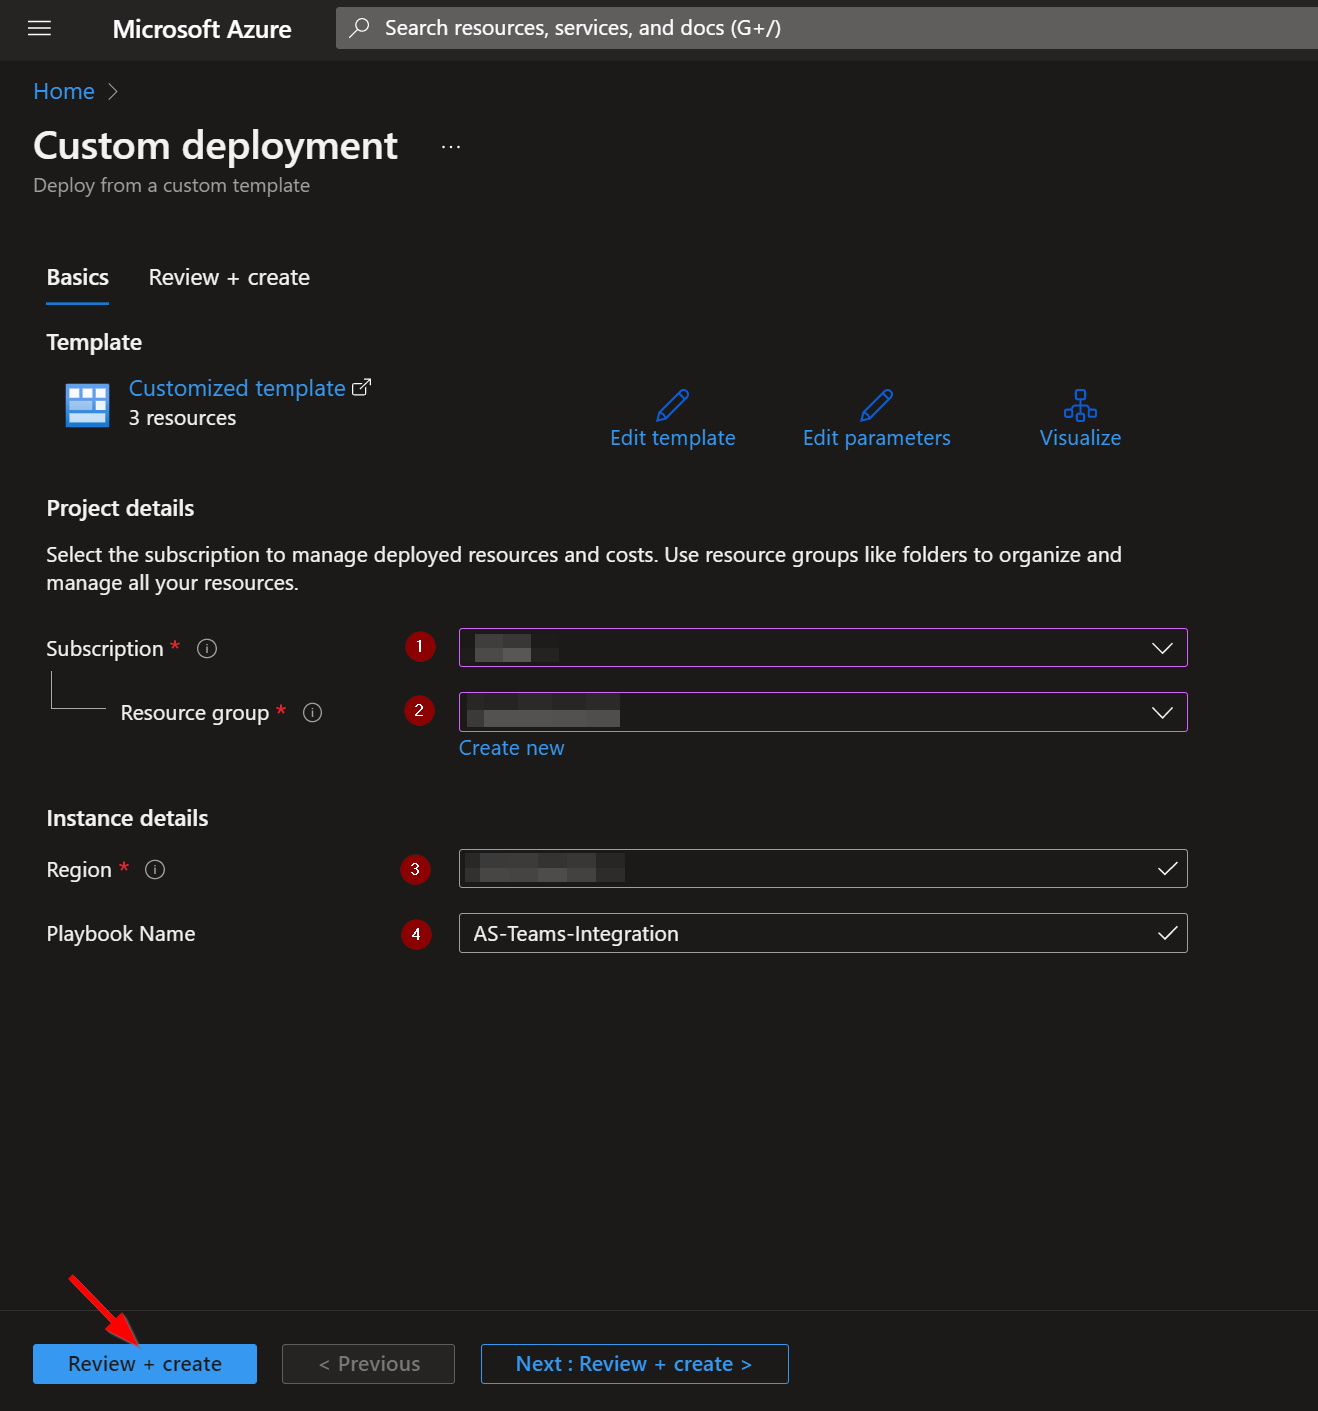 Microsoft Azure
Search resources, services, and docs (G+/)
Home >
Custom deployment ...
Deploy from a custom template
Basics Review + create
Template
Customized template
3 resources
Edit template Edit parameters Visualize
Project details
Select the subscription to manage deployed resources and costs. Use resource groups like folders to organize and
manage all your resources.
Subscription * 1
Resource group * 2
Create new
Instance details
Region * 3
Playbook Name 4 AS-Teams-Integration
Review + create < Previous Next : Review + create >